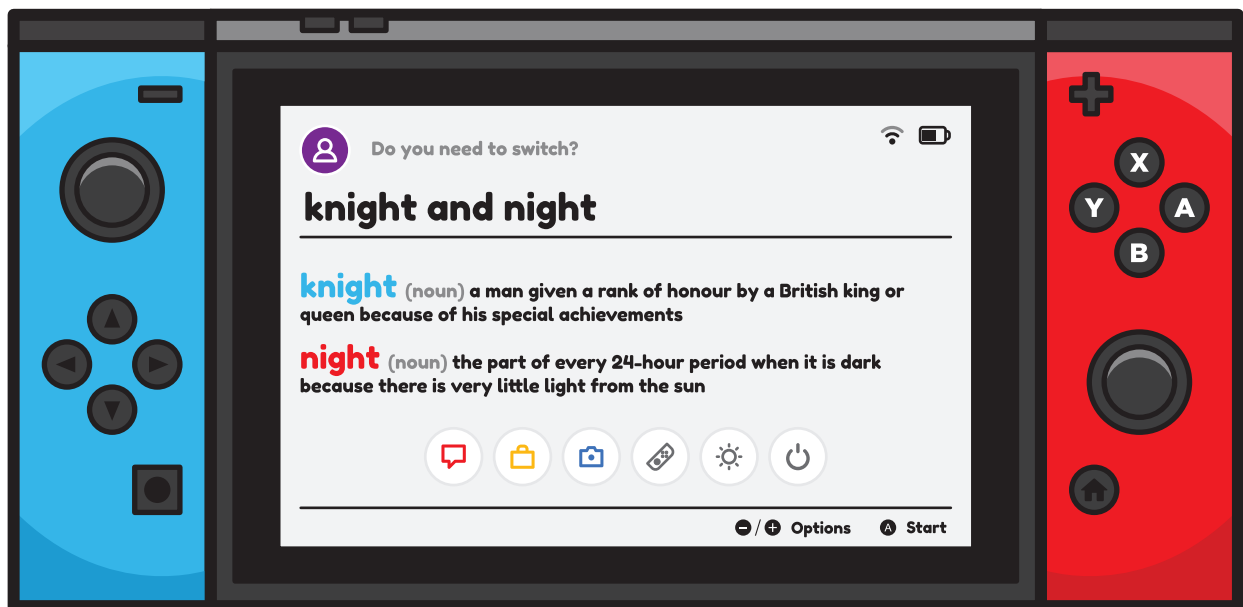 Do you need to switch?
knight and night
knight (noun) a man given a rank of honour by a British king or
queen because of his special achievements
night (noun) the part of every 24-hour period when it is dark
because there is very little light from the sun
X
Y A
B
−/+ Options A Start